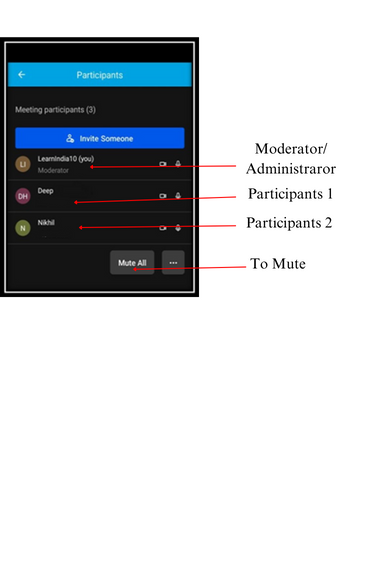 Participants
Meeting participants (3)
Invite Someone
LI
LearnIndia10 (you)
Moderator
DH
Deep
N
Nikhil
Mute All
...
Moderator/
Administraror
Participants 1
Participants 2
To Mute